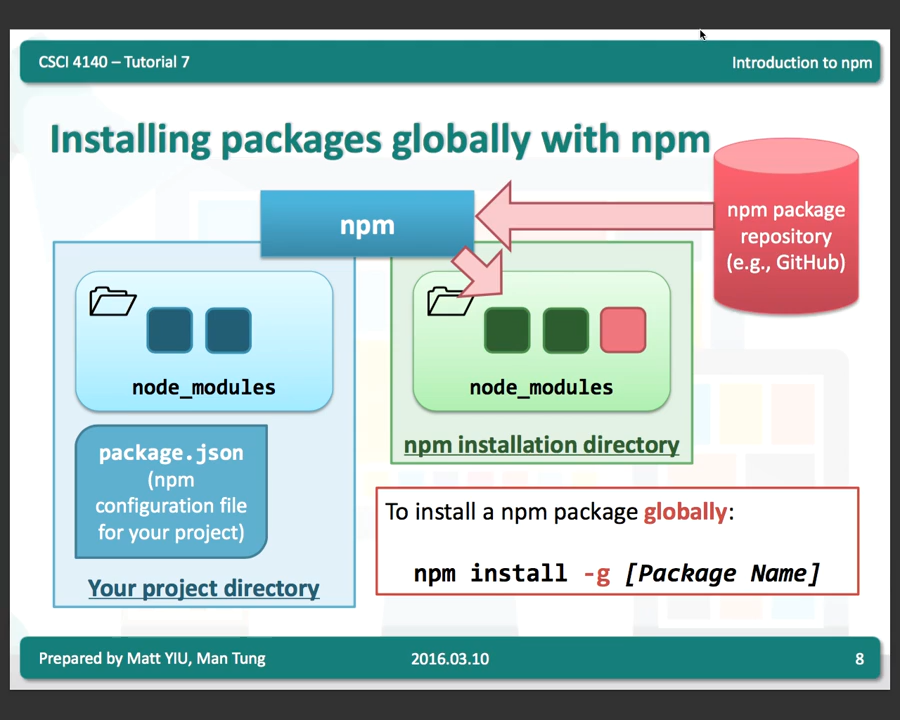 CSCI 4140 – Tutorial 7
Introduction to npm
Installing packages globally with npm
npm
npm package
repository
(e.g., GitHub)
node_modules
node_modules
package.json
(npm
configuration file
for your project)
Your project directory
npm installation directory
To install a npm package globally:
npm install -g [Package Name]
Prepared by Matt YIU, Man Tung
2016.03.10
8